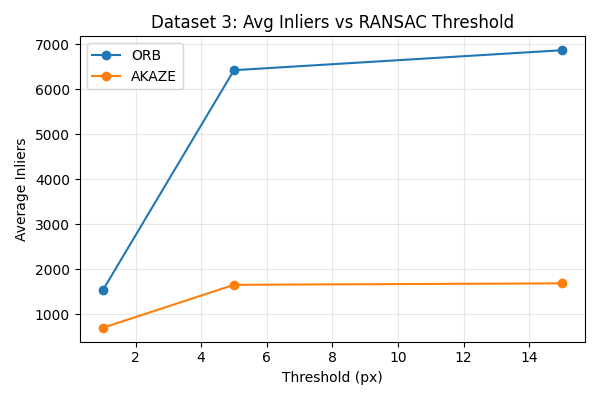 Dataset 3: Avg Inliers vs RANSAC Threshold
ORB
AKAZE
7000
6000
5000
4000
3000
2000
1000
Average Inliers
2 4 6 8 10 12 14
Threshold (px)